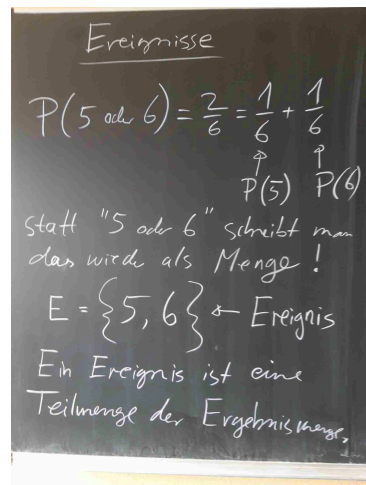 Ereignisse
P(5 oder 6) = 2/6 = 1/6 + 1/6
↑ ↑
P(5) P(6)
statt "5 oder 6" schreibt man
das wieder als Menge!
E = {5, 6} ← Ereignis
Ein Ereignis ist eine
Teilmenge der Ergebnismenge.